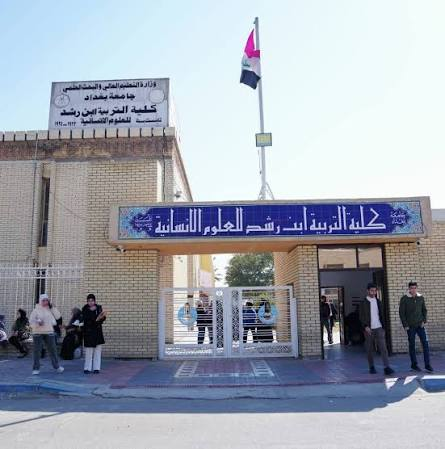 وزارة التعليم العالي والبحث العلمي
جامعة بغداد
كلية التربية ابن رشد
للعلوم الانسانية
كلية التربية ابن رشد للعلوم الانسانية